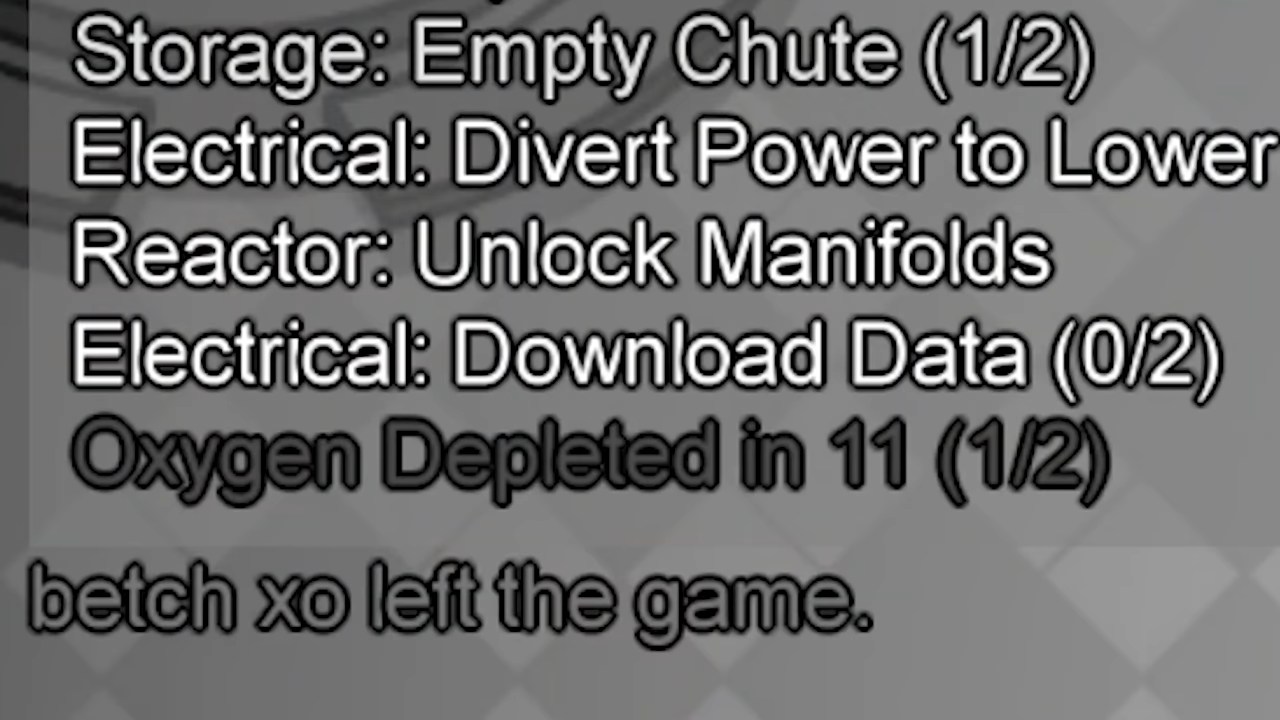 Storage: Empty Chute (1/2)
Electrical: Divert Power to Lower
Reactor: Unlock Manifolds
Electrical: Download Data (0/2)
Oxygen Depleted in 11 (1/2)
betch xo left the game.